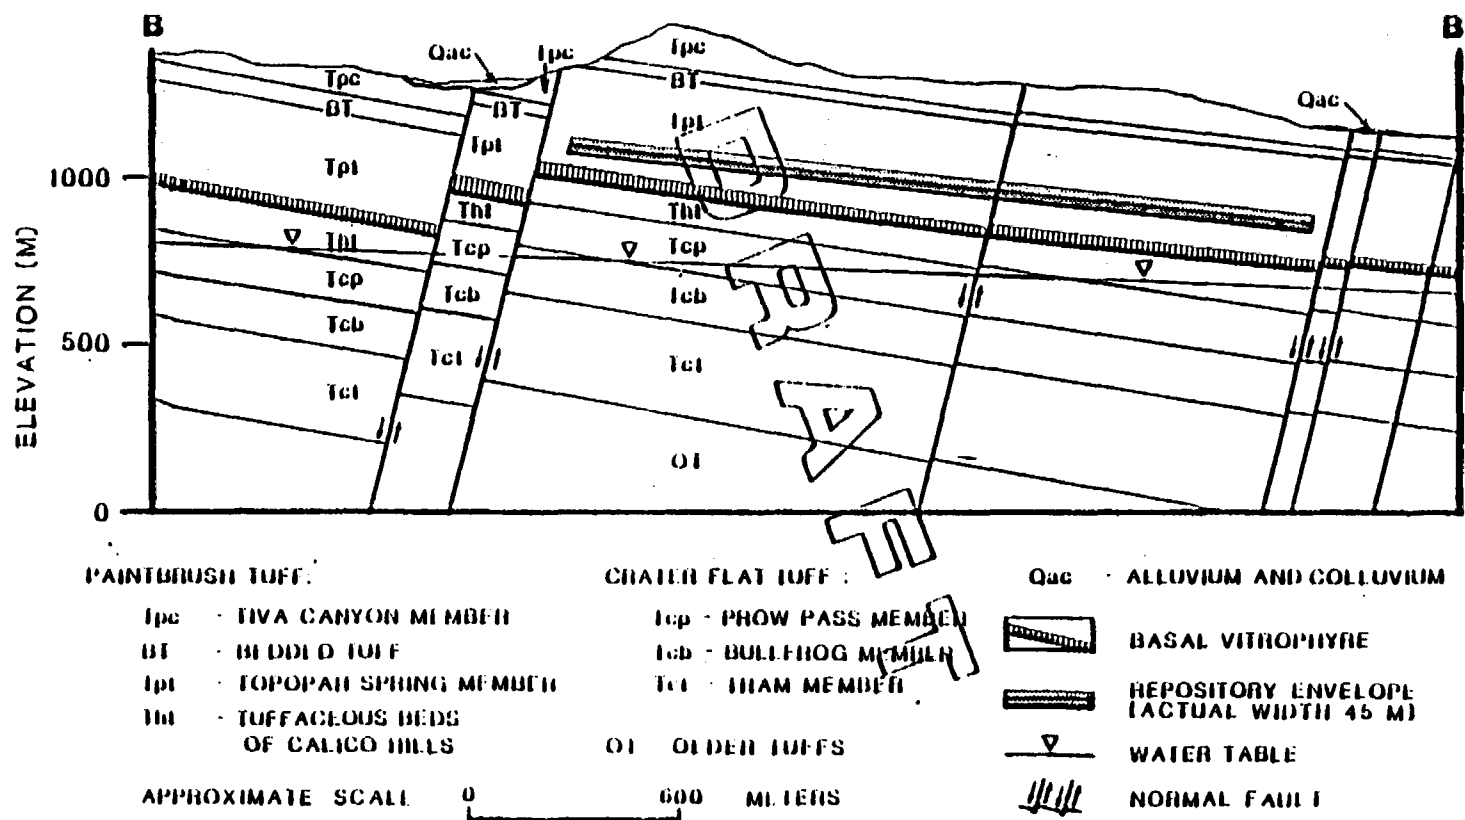 B B
Qac Tpc Tpc
Tpc BT
BT BT Qac
Tpt Tpt
1000 Tpt
Tht Tht
Tht Tcp Tcp
Tcp Tcb Tcb
Tcb
500 Tct Tct
Tct
OT
0
ELEVATION (M)
DRAFT
PAINTBRUSH TUFF:
Tpc - TIVA CANYON MEMBER
BT - BEDDED TUFF
Tpt - TOPOPAH SPRING MEMBER
Tht - TUFFACEOUS BEDS
OF CALICO HILLS
CRATER FLAT TUFF :
Tcp - PROW PASS MEMBER
Tcb - BULLFROG MEMBER
Tct - TRAM MEMBER
OT OLDER TUFFS
Qac - ALLUVIUM AND COLLUVIUM
BASAL VITROPHYRE
REPOSITORY ENVELOPE
(ACTUAL WIDTH 45 M)
WATER TABLE
NORMAL FAULT
APPROXIMATE SCALE 0 600 METERS